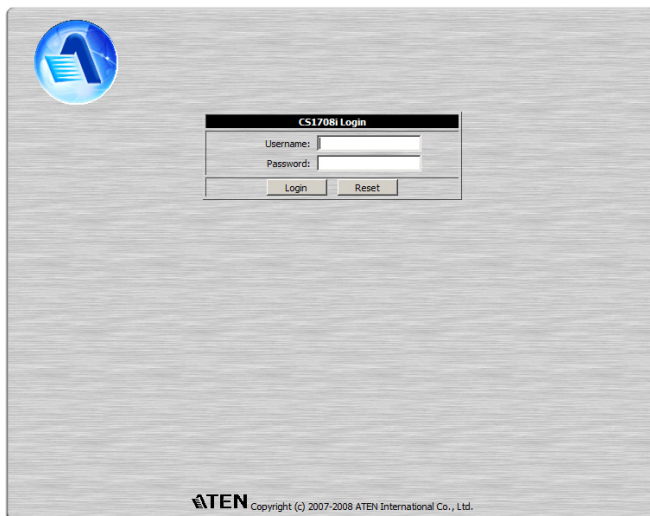 CS1708i Login
Username:
Password:
Login Reset
ATEN Copyright (c) 2007-2008 ATEN International Co., Ltd.